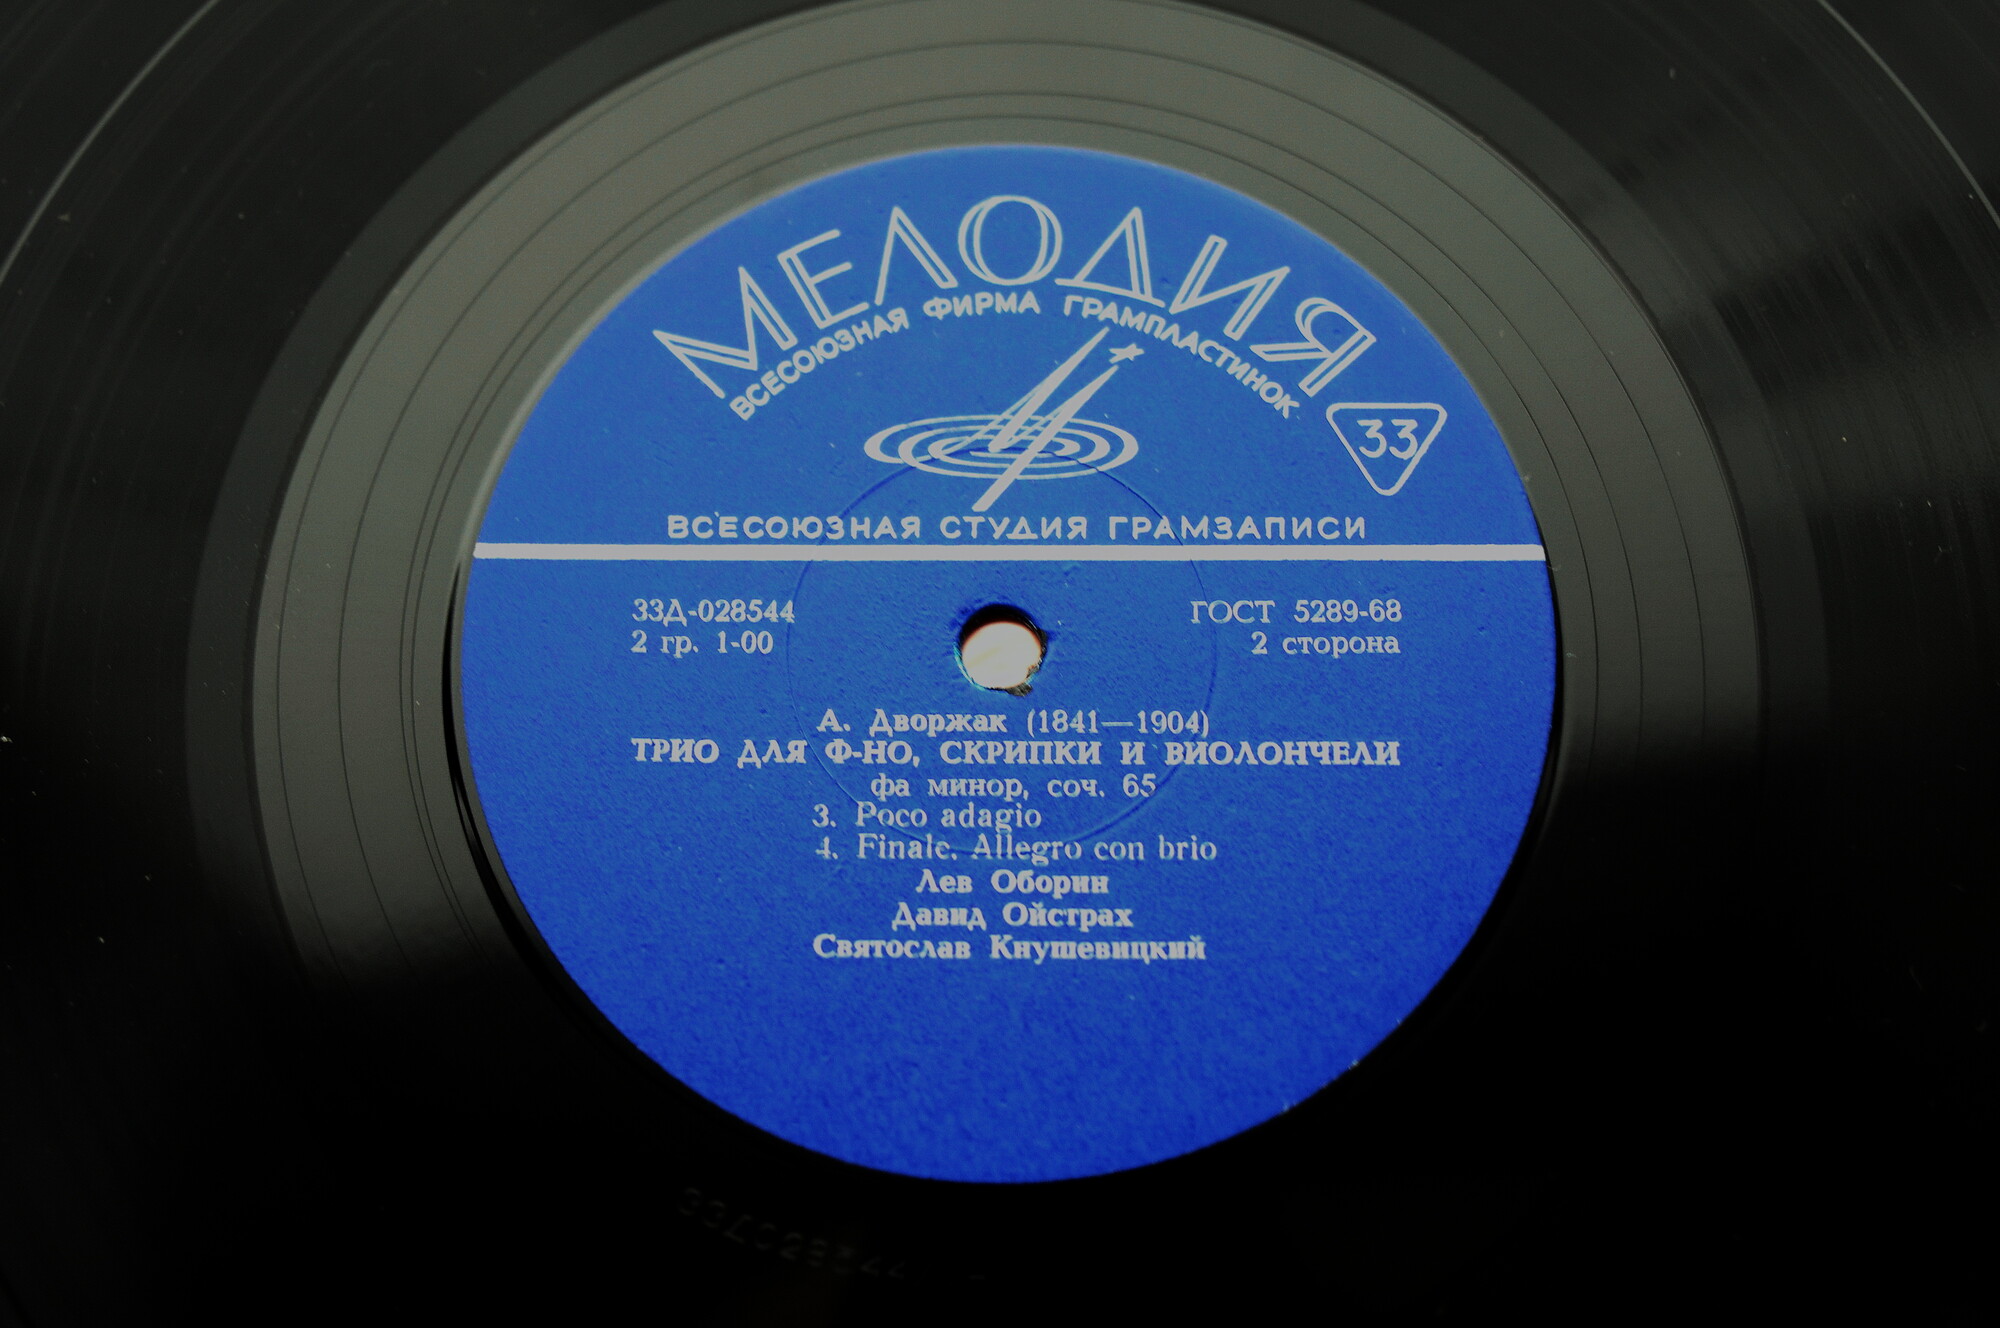 МЕЛОДИЯ
ВСЕСОЮЗНАЯ ФИРМА ГРАМПЛАСТИНОК
33
ВСЕСОЮЗНАЯ СТУДИЯ ГРАМЗАПИСИ
33Д-028544
ГОСТ 5289-68
2 гр. 1-00
2 сторона
А. Дворжак (1841—1904)
ТРИО ДЛЯ Ф-НО, СКРИПКИ И ВИОЛОНЧЕЛИ
фа минор, соч. 65
3. Poco adagio
4. Finale. Allegro con brio
Лев Оборин
Давид Ойстрах
Святослав Кнушевицкий
33Д028544